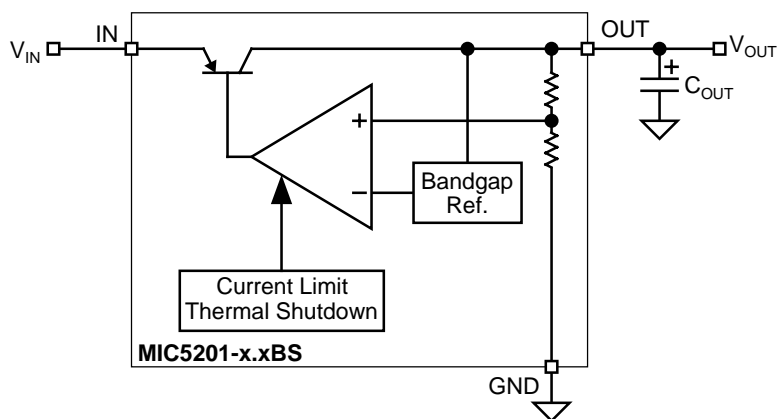 IN
OUT
V_IN
V_OUT
+
C_OUT
+
−
Bandgap
Ref.
Current Limit
Thermal Shutdown
MIC5201-x.xBS
GND